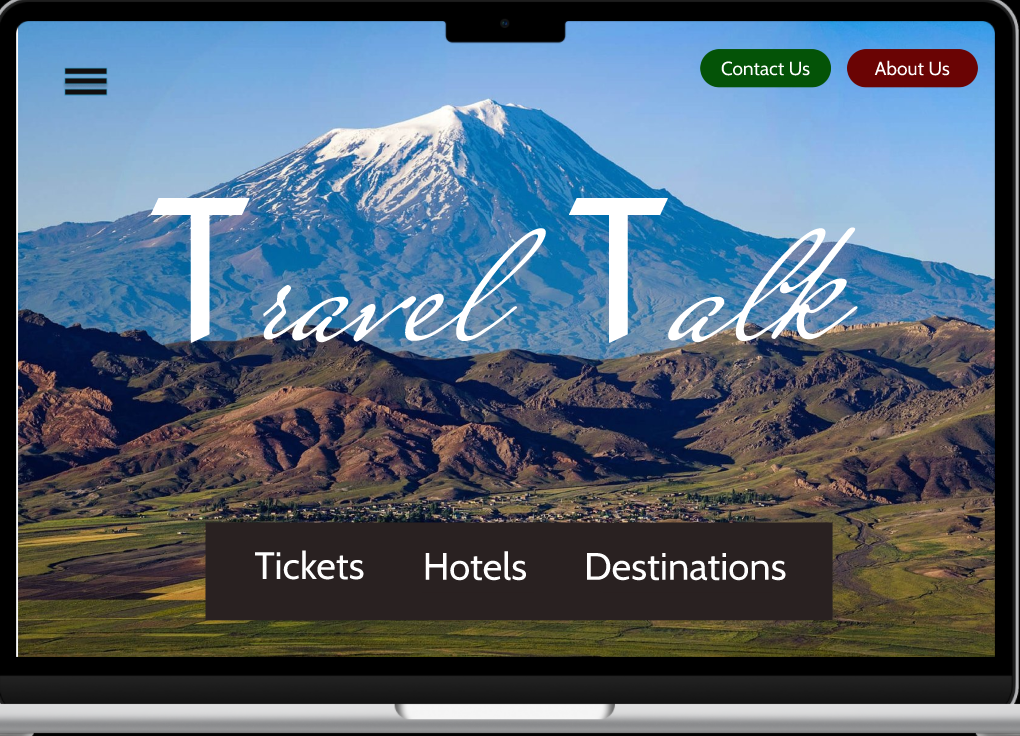 Contact Us About Us
Travel Talk
Tickets Hotels Destinations